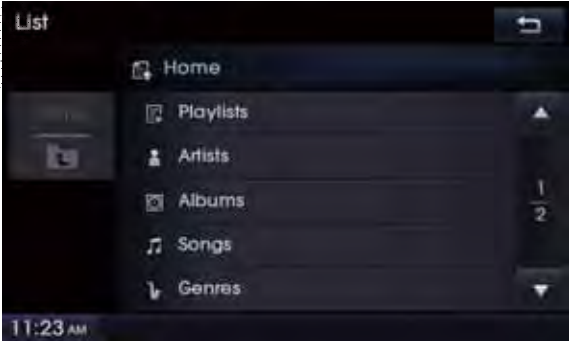 List
Home
Playlists
Artists
Albums
Songs
Genres
1
2
11:23 AM